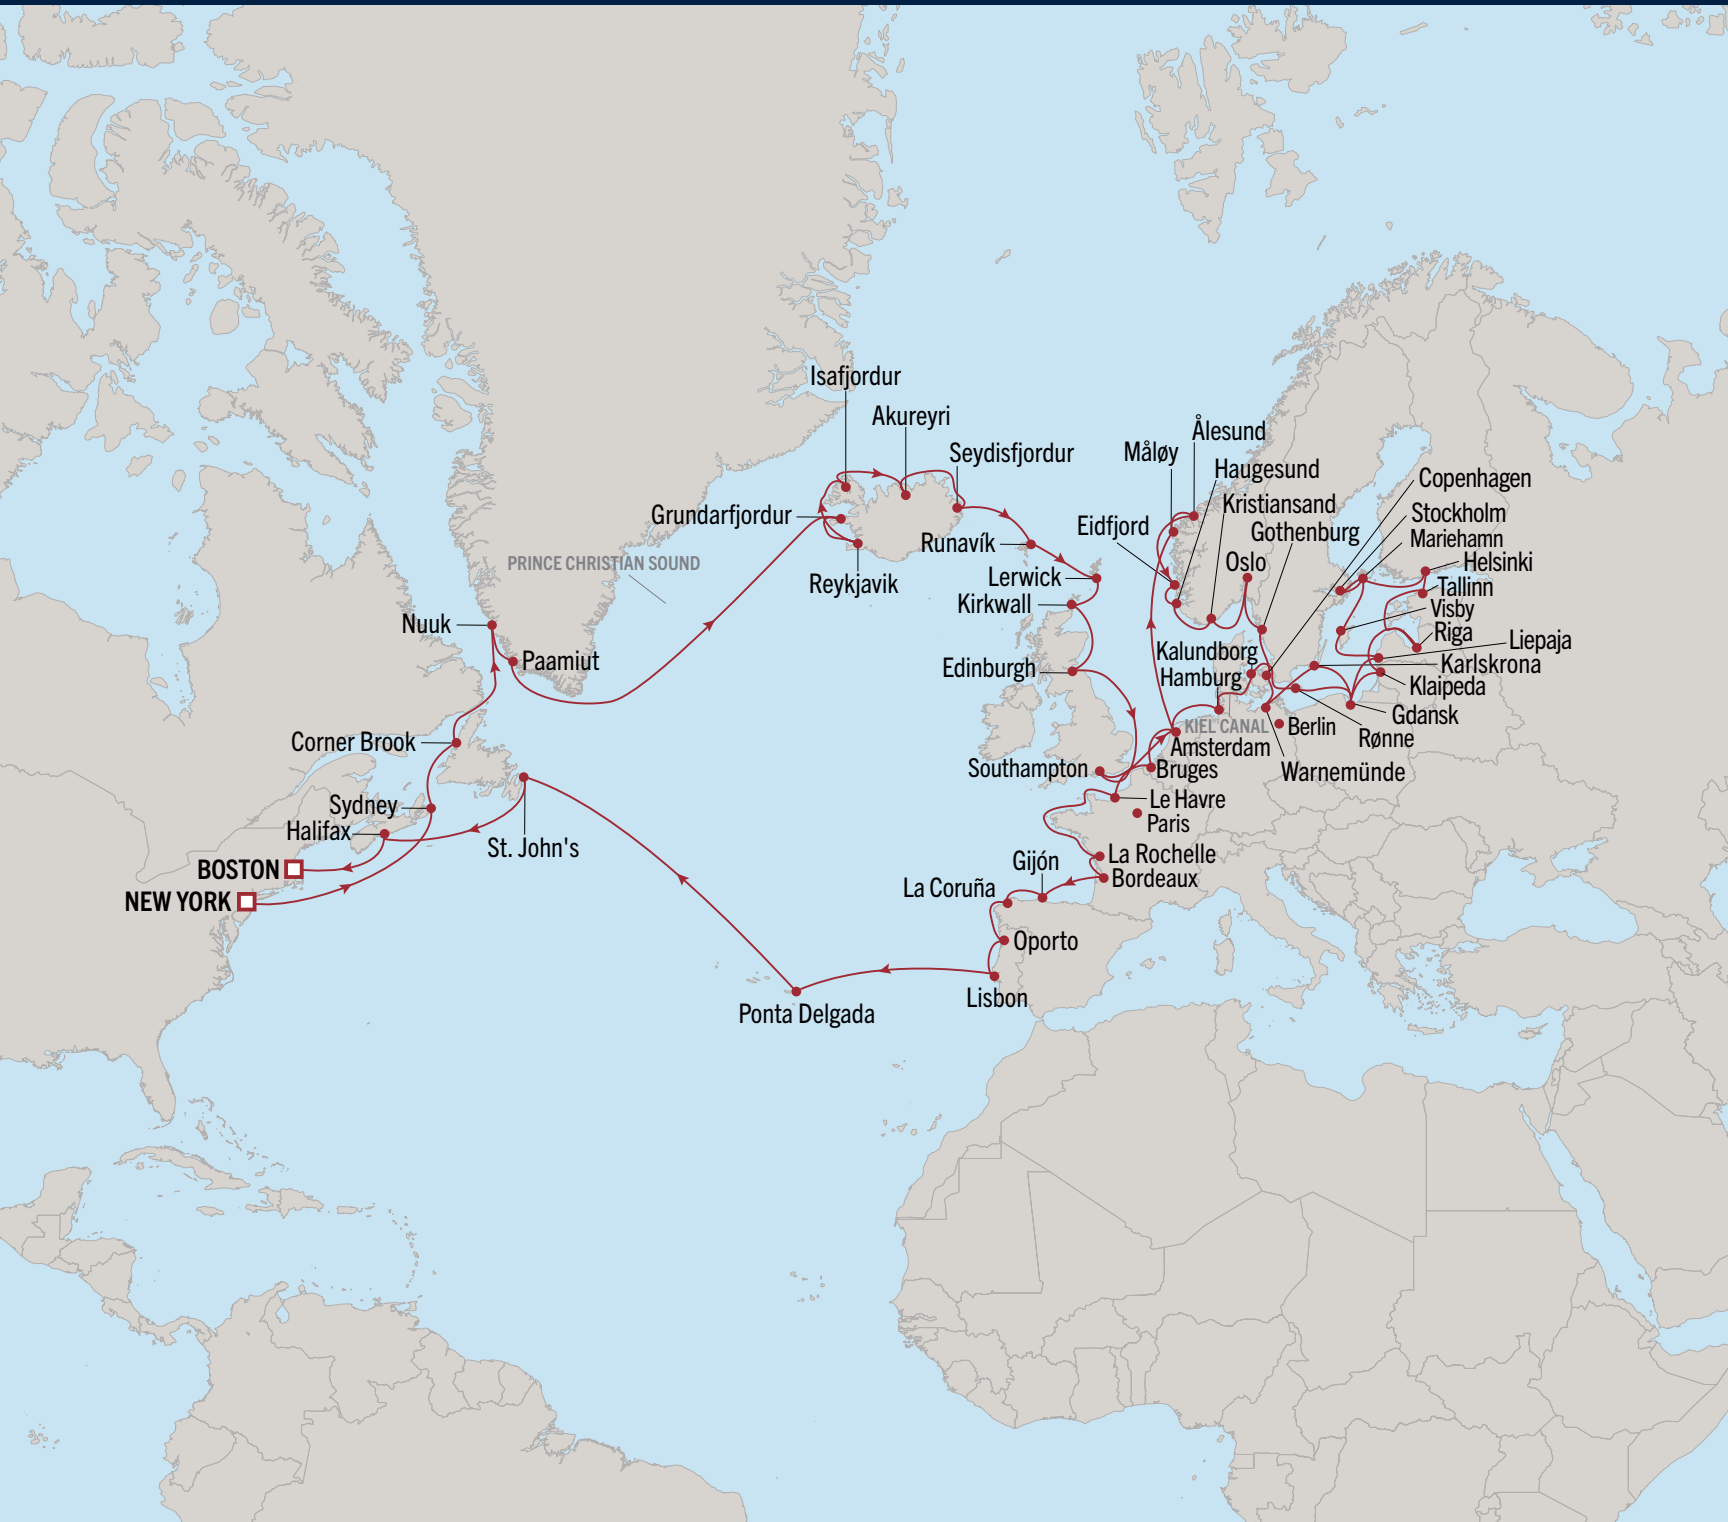 Isafjordur
Akureyri
Seydisfjordur
Ålesund
Måløy
Haugesund
Copenhagen
Kristiansand
Stockholm
Grundarfjordur
Eidfjord
Gothenburg
Mariehamn
Runavík
PRINCE CHRISTIAN SOUND
Oslo
Helsinki
Reykjavik
Lerwick
Tallinn
Kirkwall
Visby
Nuuk
Riga
Liepaja
Paamiut
Edinburgh
Kalundborg
Karlskrona
Hamburg
Klaipeda
Gdansk
KIEL CANAL
Berlin
Rønne
Corner Brook
Amsterdam
Southampton
Bruges
Warnemünde
Sydney
Le Havre
Halifax
Paris
St. John's
Gijón
La Rochelle
BOSTON
Bordeaux
La Coruña
NEW YORK
Oporto
Lisbon
Ponta Delgada